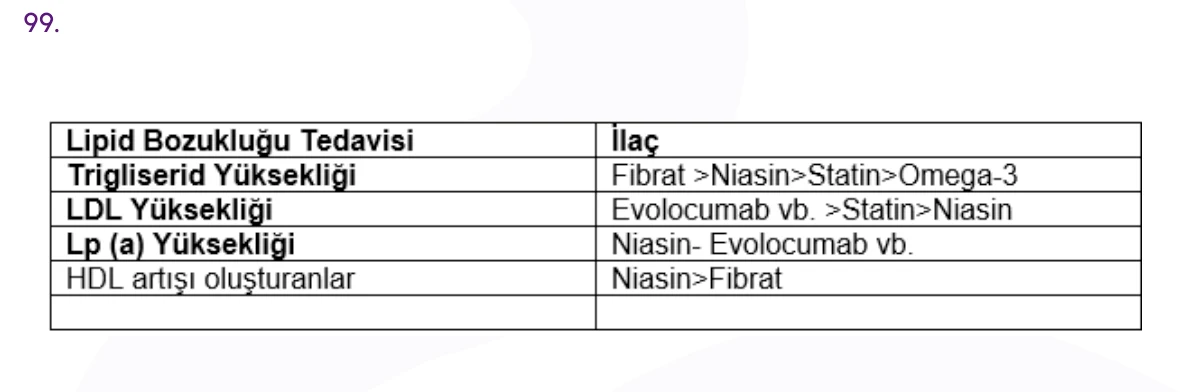 99.
Lipid Bozukluğu Tedavisi İlaç
Trigliserid Yüksekliği Fibrat >Niasin>Statin>Omega-3
LDL Yüksekliği Evolocumab vb. >Statin>Niasin
Lp (a) Yüksekliği Niasin- Evolocumab vb.
HDL artışı oluşturanlar Niasin>Fibrat